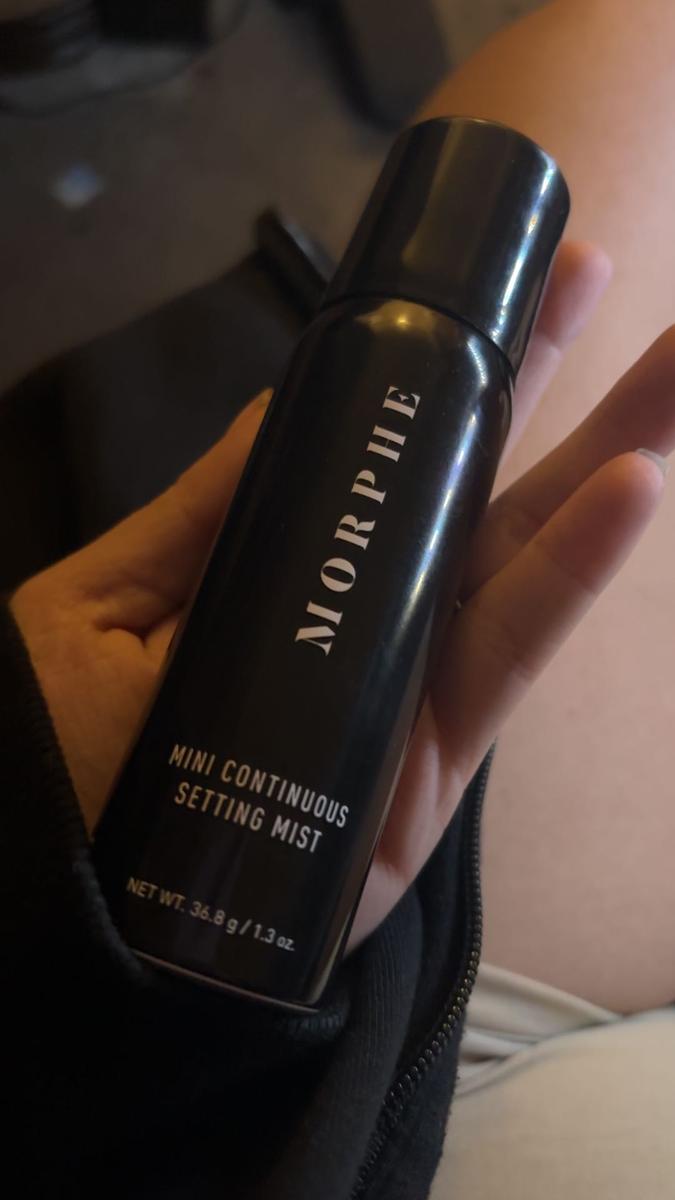 MORPHE
MINI CONTINUOUS
SETTING MIST
NET WT. 36.8 g / 1.3 oz.